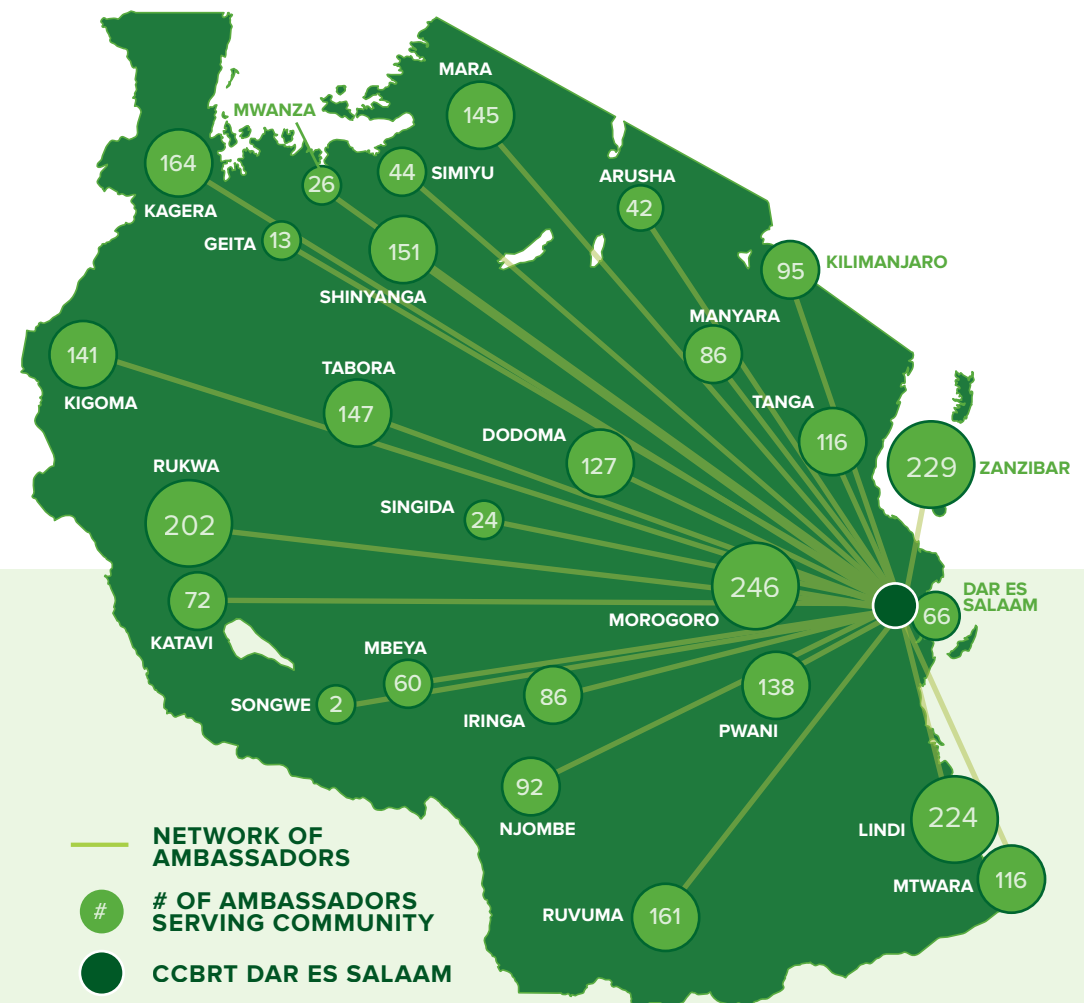 MARA
145
MWANZA
164
KAGERA
26
44
SIMIYU
ARUSHA
42
GEITA
13
151
SHINYANGA
95
KILIMANJARO
MANYARA
86
141
KIGOMA
TABORA
147
TANGA
116
DODOMA
127
229
ZANZIBAR
RUKWA
202
SINGIDA
24
72
KATAVI
246
MOROGORO
DAR ES
SALAAM
66
MBEYA
60
SONGWE
2
86
IRINGA
138
PWANI
92
NJOMBE
LINDI
224
MTWARA
116
RUVUMA
161
NETWORK OF
AMBASSADORS
#
# OF AMBASSADORS
SERVING COMMUNITY
CCBRT DAR ES SALAAM